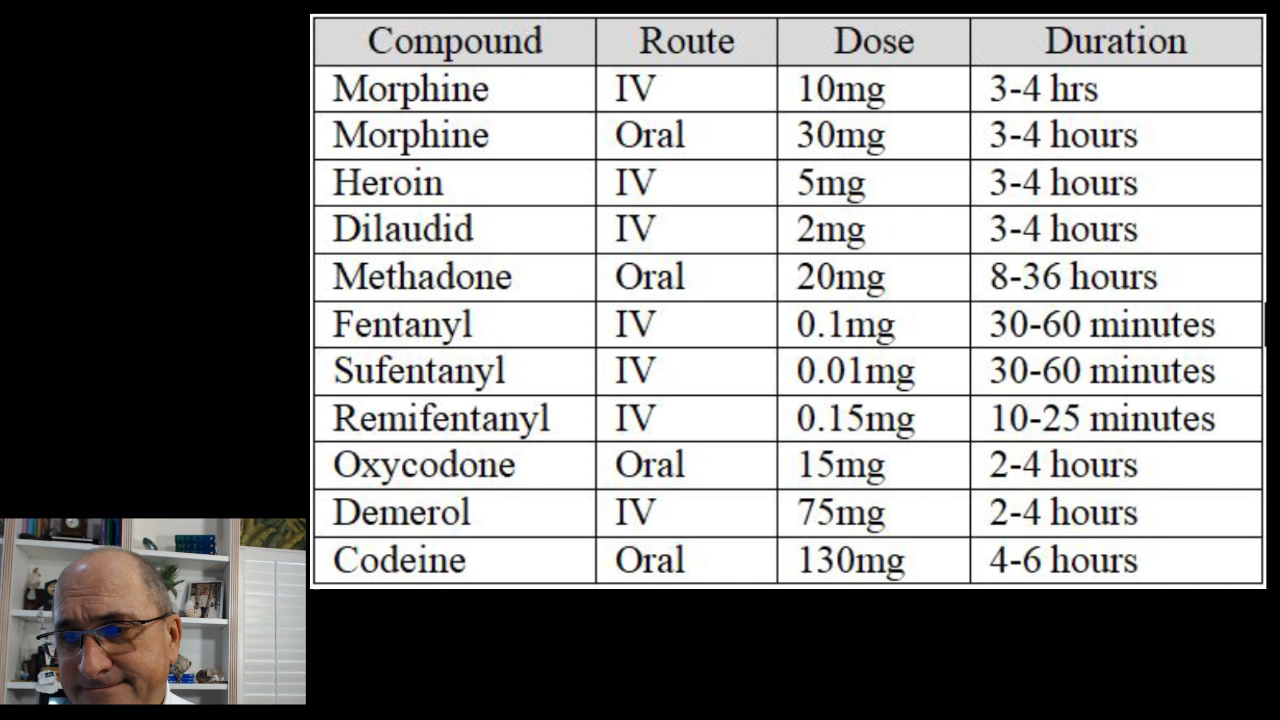 Compound Route Dose Duration
Morphine IV 10mg 3-4 hrs
Morphine Oral 30mg 3-4 hours
Heroin IV 5mg 3-4 hours
Dilaudid IV 2mg 3-4 hours
Methadone Oral 20mg 8-36 hours
Fentanyl IV 0.1mg 30-60 minutes
Sufentanyl IV 0.01mg 30-60 minutes
Remifentanyl IV 0.15mg 10-25 minutes
Oxycodone Oral 15mg 2-4 hours
Demerol IV 75mg 2-4 hours
Codeine Oral 130mg 4-6 hours